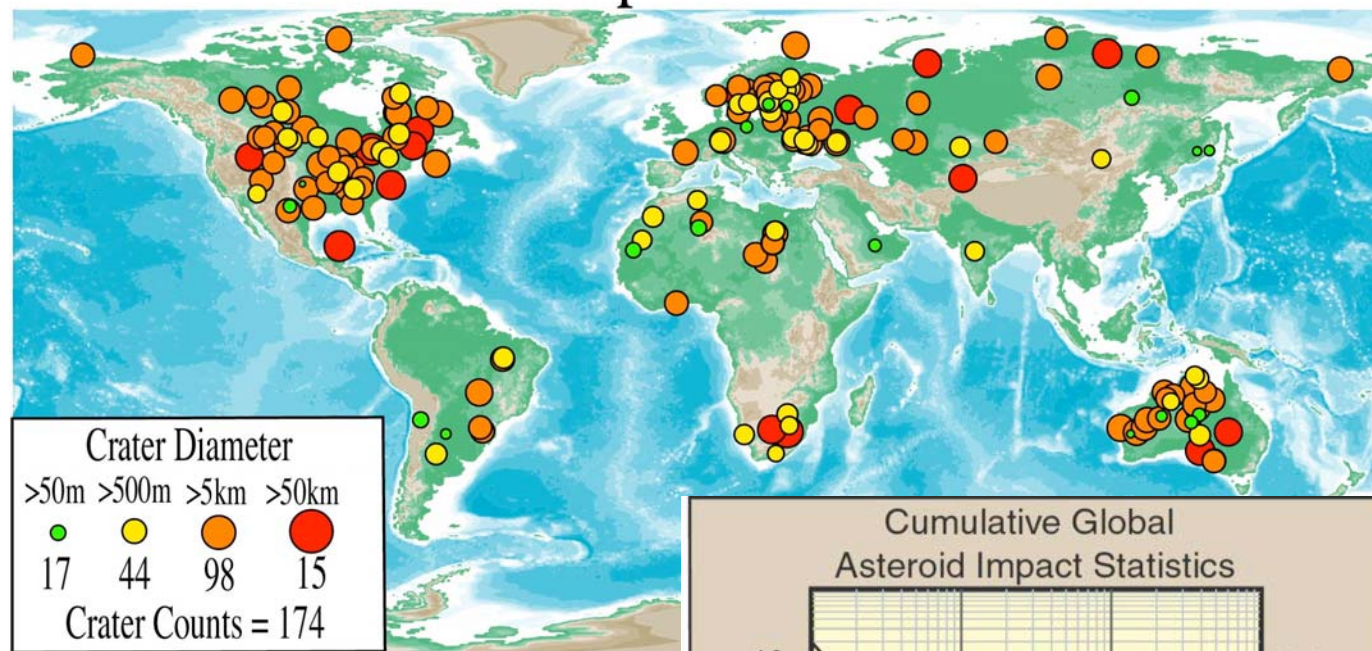 Crater Diameter
>50m >500m >5km >50km
17 44 98 15
Crater Counts = 174
Cumulative Global
Asteroid Impact Statistics